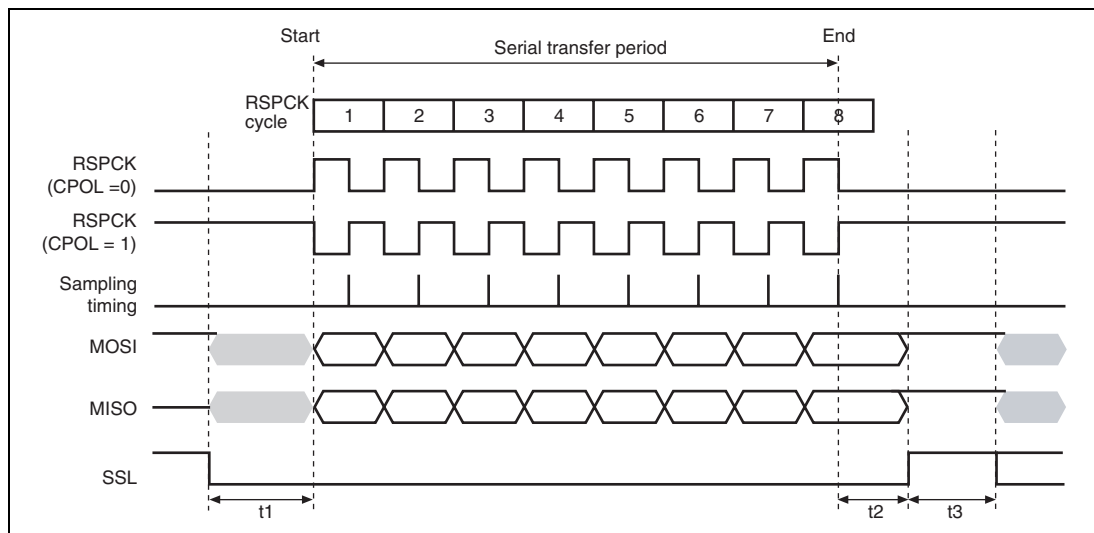 Start
End
Serial transfer period
RSPCK
cycle
1 2 3 4 5 6 7 8
RSPCK
(CPOL =0)
RSPCK
(CPOL = 1)
Sampling
timing
MOSI
MISO
SSL
t1
t2
t3